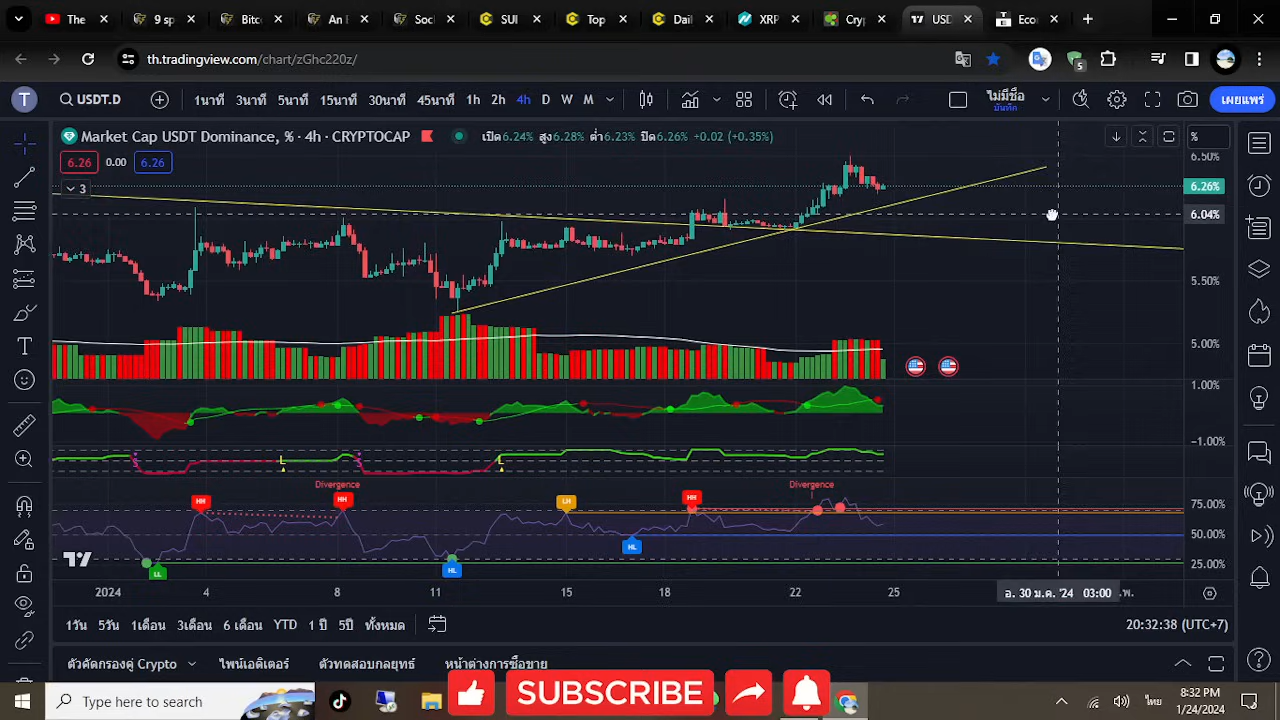 The
9 sp
Bitc
An I
Soci
SUI
Top
Dail
XRP
Cryp
USD
Eco
th.tradingview.com/chart/zGhc220z/
5
T
USDT.D
1นาที 3นาที 5นาที 15นาที 30นาที 45นาที 1h 2h 4h D W M
ไม่มีชื่อ
บันทึก
เผยแพร่
Market Cap USDT Dominance, % · 4h · CRYPTOCAP
เปิด6.24% สูง6.28% ต่ำ6.23% ปิด6.26% +0.02 (+0.35%)
%
6.26 0.00 6.26
3
6.50%
6.26%
5.50%
5.00%
1.00%
-1.00%
L
L
Divergence
Divergence
HH
HH
LH
HH
75.00%
HL
50.00%
LL
HL
25.00%
2024 4 8 11 15 18 22 25
อ. 30 ม.ค. '24 03:00
1วัน 5วัน 1เดือน 3เดือน 6 เดือน YTD 1 ปี 5ปี ทั้งหมด
20:32:38 (UTC+7)
ตัวคัดกรองคู่ Crypto
ไพน์เอดิเตอร์
ตัวทดสอบกลยุทธ์
หน้าต่างการซื้อขาย
SUBSCRIBE
Type here to search
ไทย
8:32 PM
1/24/2024